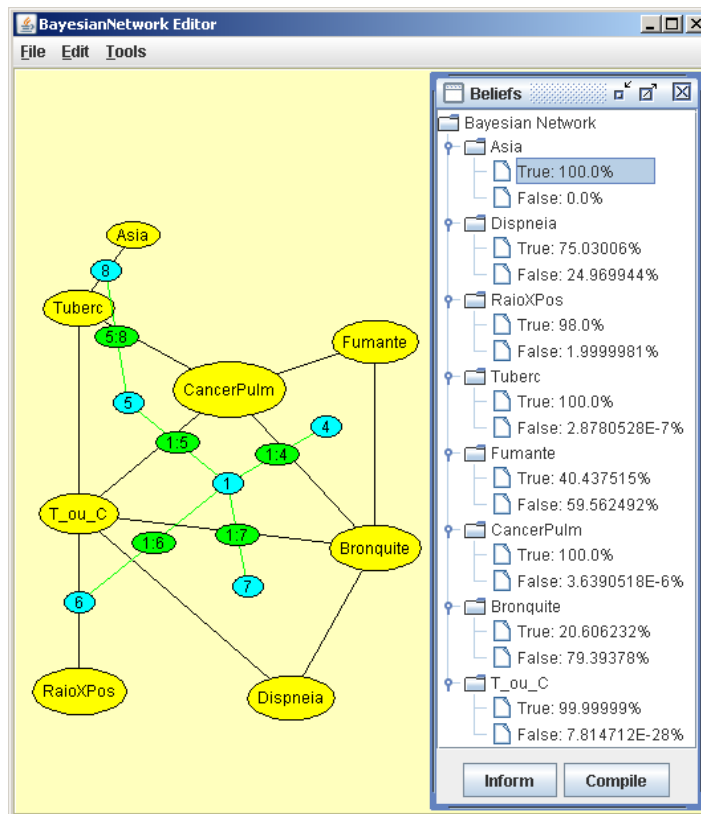 BayesianNetwork Editor
File Edit Tools
Beliefs
Bayesian Network
Asia
True: 100.0%
False: 0.0%
Dispneia
True: 75.03006%
False: 24.969944%
RaioXPos
True: 98.0%
False: 1.9999981%
Tuberc
True: 100.0%
False: 2.8780528E-7%
Fumante
True: 40.437515%
False: 59.562492%
CancerPulm
True: 100.0%
False: 3.6390518E-6%
Bronquite
True: 20.606232%
False: 79.39378%
T_ou_C
True: 99.99999%
False: 7.814712E-28%
Inform Compile
Asia
8
Tuberc
5:8
Fumante
CancerPulm
5
4
1:5
1:4
1
T_ou_C
1:6
1:7
Bronquite
7
6
RaioXPos
Dispneia